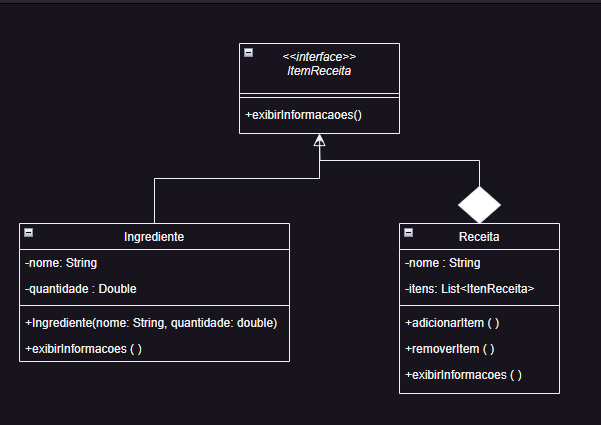 <<interface>>
ItemReceita
+exibirInformacaoes()
Ingrediente
-nome: String
-quantidade : Double
+Ingrediente(nome: String, quantidade: double)
+exibirInformacoes ( )
Receita
-nome : String
-itens: List<ItenReceita>
+adicionarItem ( )
+removerItem ( )
+exibirInformacoes ( )